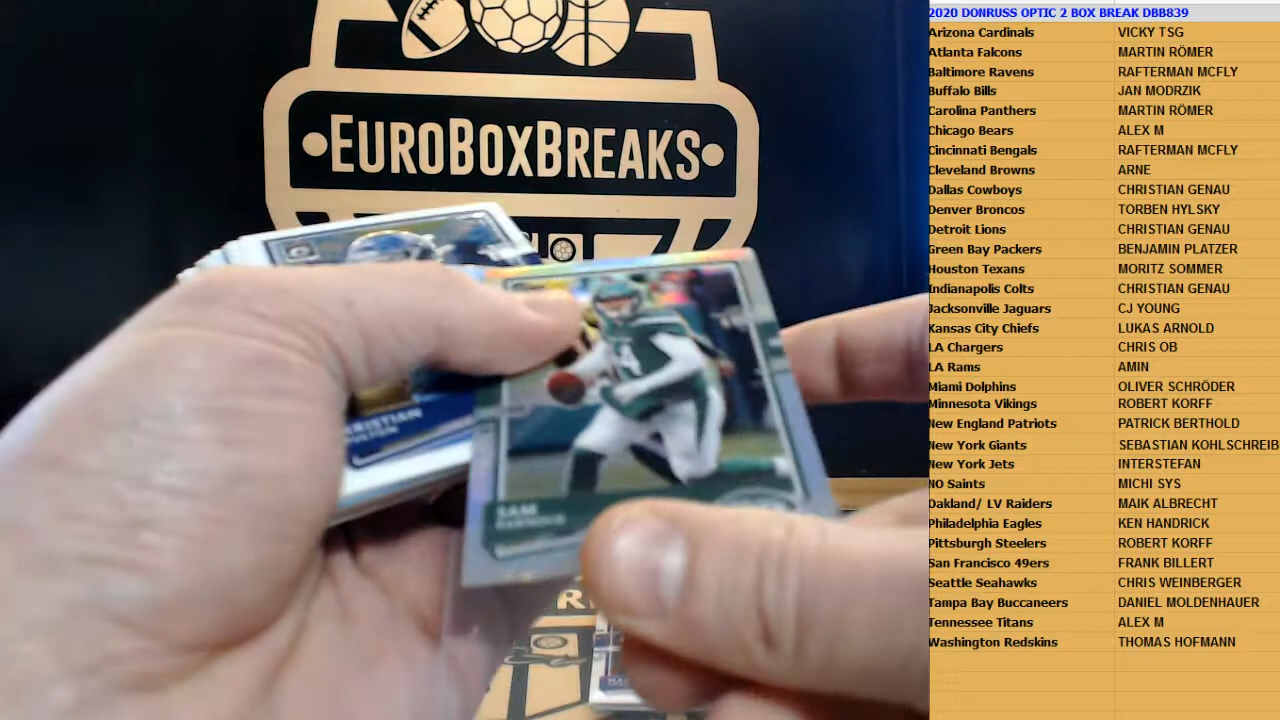 EUROBOXBREAKS
SAM
DARNOLD
14
2020 DONRUSS OPTIC 2 BOX BREAK DBB839
Arizona Cardinals VICKY TSG
Atlanta Falcons MARTIN RÖMER
Baltimore Ravens RAFTERMAN MCFLY
Buffalo Bills JAN MODRZIK
Carolina Panthers MARTIN RÖMER
Chicago Bears ALEX M
Cincinnati Bengals RAFTERMAN MCFLY
Cleveland Browns ARNE
Dallas Cowboys CHRISTIAN GENAU
Denver Broncos TORBEN HYLSKY
Detroit Lions CHRISTIAN GENAU
Green Bay Packers BENJAMIN PLATZER
Houston Texans MORITZ SOMMER
Indianapolis Colts CHRISTIAN GENAU
Jacksonville Jaguars CJ YOUNG
Kansas City Chiefs LUKAS ARNOLD
LA Chargers CHRIS OB
LA Rams AMIN
Miami Dolphins OLIVER SCHRÖDER
Minnesota Vikings ROBERT KORFF
New England Patriots PATRICK BERTHOLD
New York Giants SEBASTIAN KOHLSCHREIB
New York Jets INTERSTEFAN
NO Saints MICHI SYS
Oakland/ LV Raiders MAIK ALBRECHT
Philadelphia Eagles KEN HANDRICK
Pittsburgh Steelers ROBERT KORFF
San Francisco 49ers FRANK BILLERT
Seattle Seahawks CHRIS WEINBERGER
Tampa Bay Buccaneers DANIEL MOLDENHAUER
Tennessee Titans ALEX M
Washington Redskins THOMAS HOFMANN